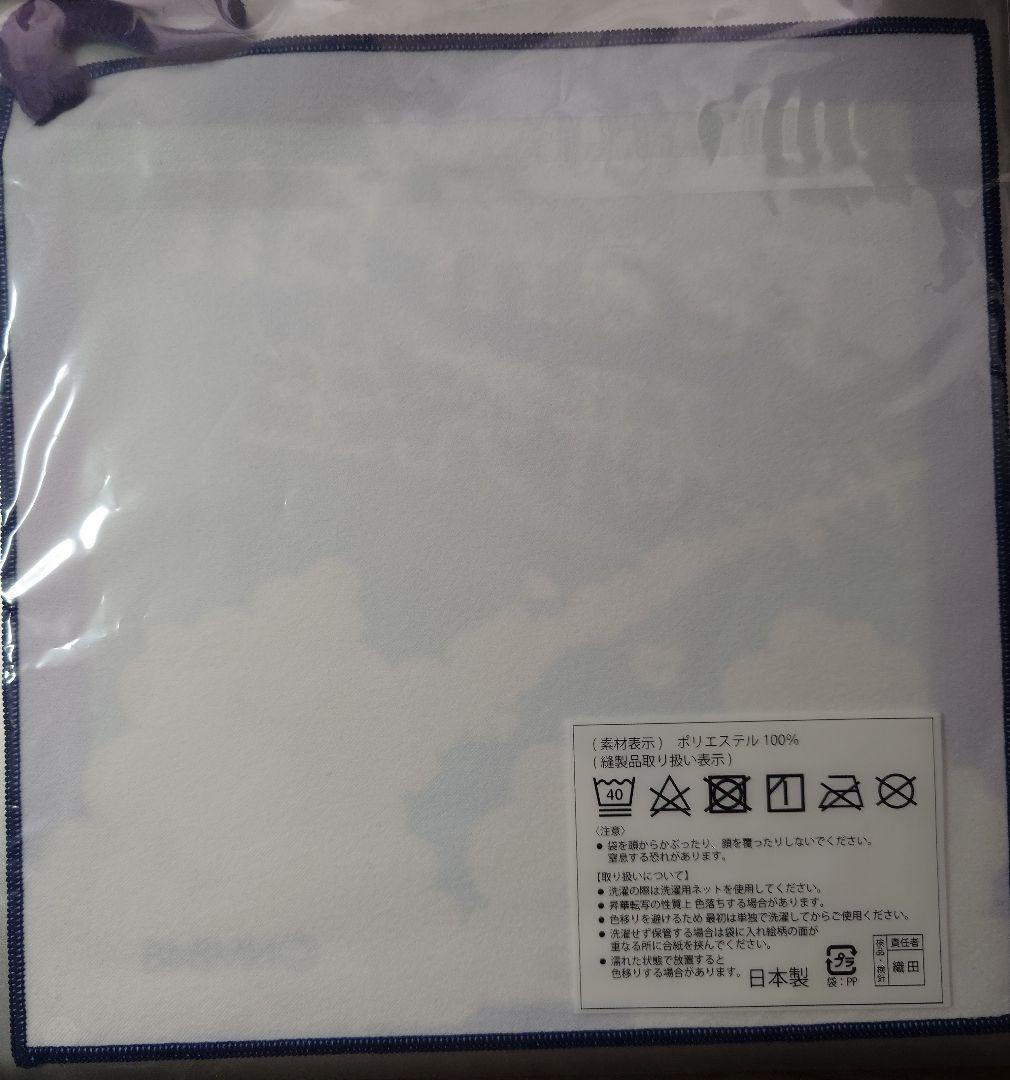 (素材表示) ポリエステル 100%
(縫製品取り扱い表示)
40
〈注意〉
● 袋を頭からかぶったり、顔を覆ったりしないでください。
窒息する恐れがあります。
【取り扱いについて】
● 洗濯の際は洗濯用ネットを使用してください。
● 昇華転写の性質上 色落ちする場合があります。
● 色移りを避けるため 最初は単独で洗濯してからご使用ください。
● 洗濯せず保管する場合は袋に入れ絵柄の面が
重なる所に合紙を挟んでください。
● 濡れた状態で放置すると
色移りする場合があります。
日本製
プラ
袋：PP
検品・検針
責任者
織田